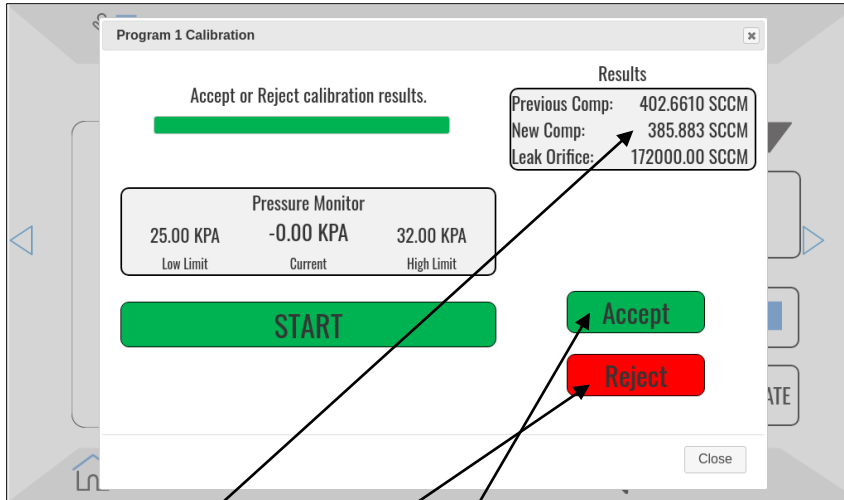 Program 1 Calibration
Accept or Reject calibration results.
Results
Previous Comp: 402.6610 SCCM
New Comp: 385.883 SCCM
Leak Orifice: 172000.00 SCCM
Pressure Monitor
25.00 KPA -0.00 KPA 32.00 KPA
Low Limit Current High Limit
START
Accept
Reject
ATE
Close